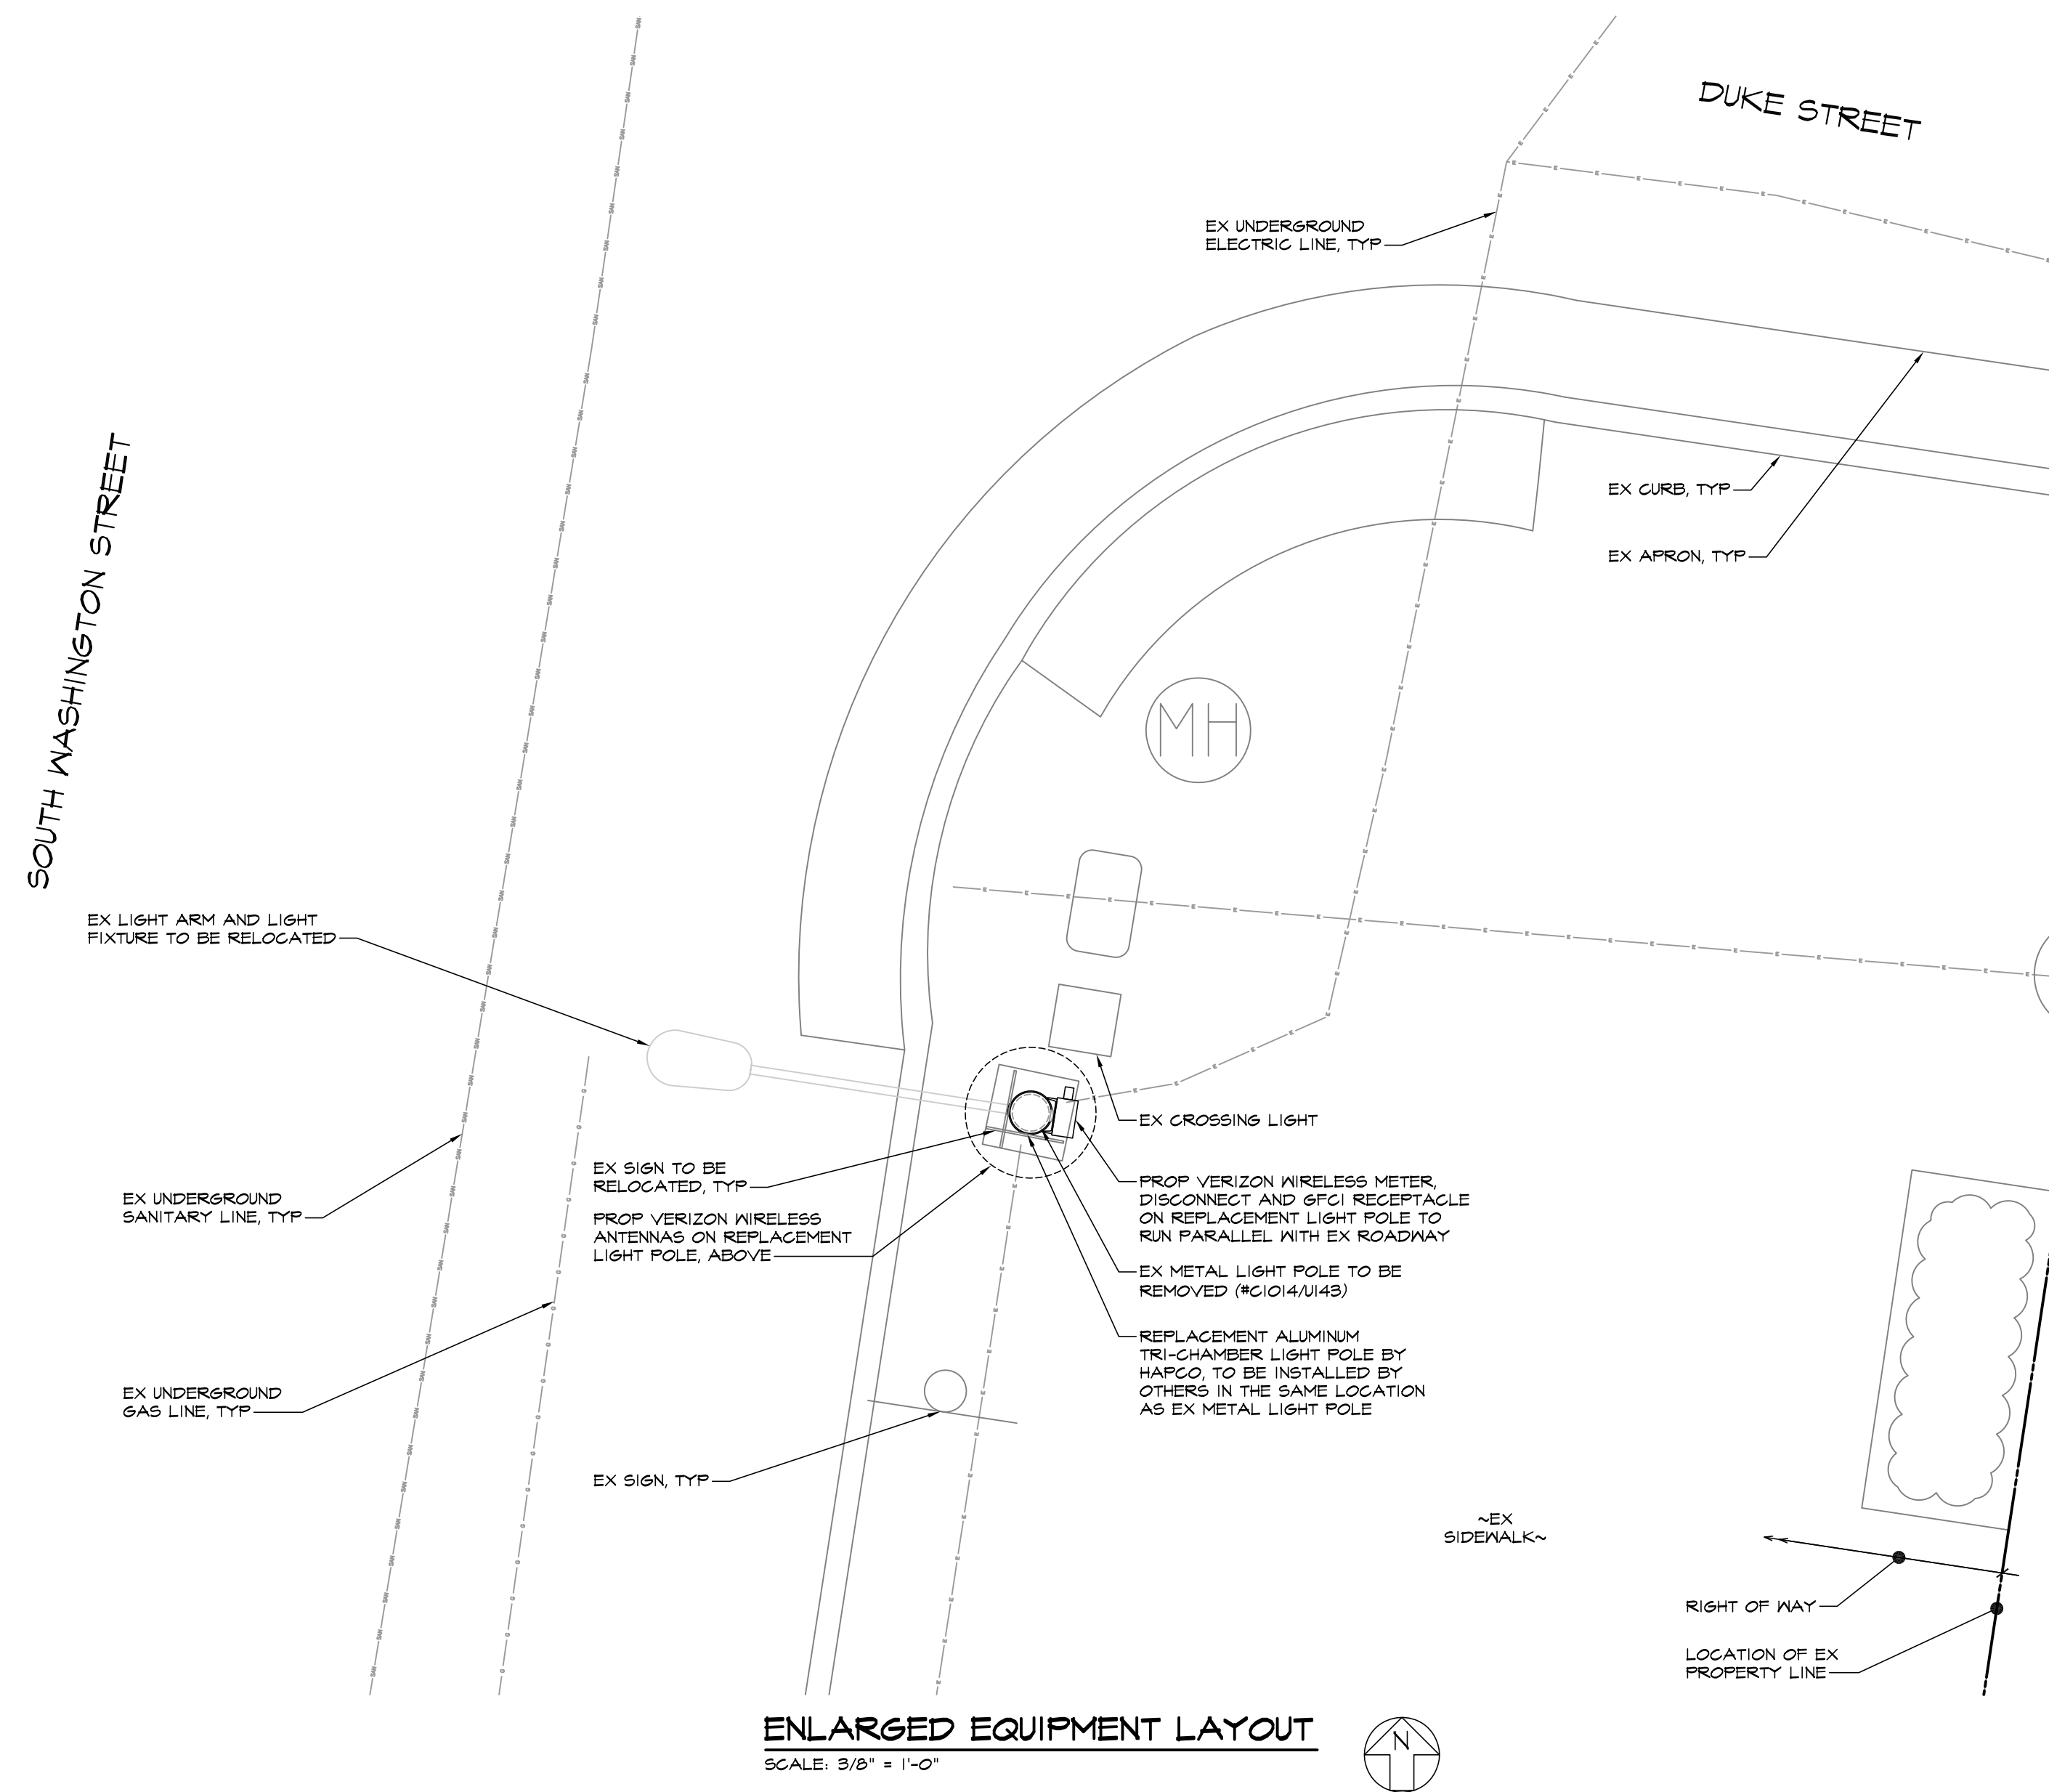 DUKE STREET
EX UNDERGROUND
ELECTRIC LINE, TYP
SOUTH WASHINGTON STREET
EX CURB, TYP
EX APRON, TYP
MH
EX LIGHT ARM AND LIGHT
FIXTURE TO BE RELOCATED
EX CROSSING LIGHT
EX SIGN TO BE
RELOCATED, TYP
PROP VERIZON WIRELESS METER,
DISCONNECT AND GFCI RECEPTACLE
ON REPLACEMENT LIGHT POLE TO
RUN PARALLEL WITH EX ROADWAY
EX UNDERGROUND
SANITARY LINE, TYP
PROP VERIZON WIRELESS
ANTENNAS ON REPLACEMENT
LIGHT POLE, ABOVE
EX METAL LIGHT POLE TO BE
REMOVED (#C1014/U143)
REPLACEMENT ALUMINUM
TRI-CHAMBER LIGHT POLE BY
HAPCO, TO BE INSTALLED BY
OTHERS IN THE SAME LOCATION
AS EX METAL LIGHT POLE
EX UNDERGROUND
GAS LINE, TYP
EX SIGN, TYP
~EX
SIDEWALK~
RIGHT OF WAY
LOCATION OF EX
PROPERTY LINE
ENLARGED EQUIPMENT LAYOUT
SCALE: 3/8" = 1'-0"
N